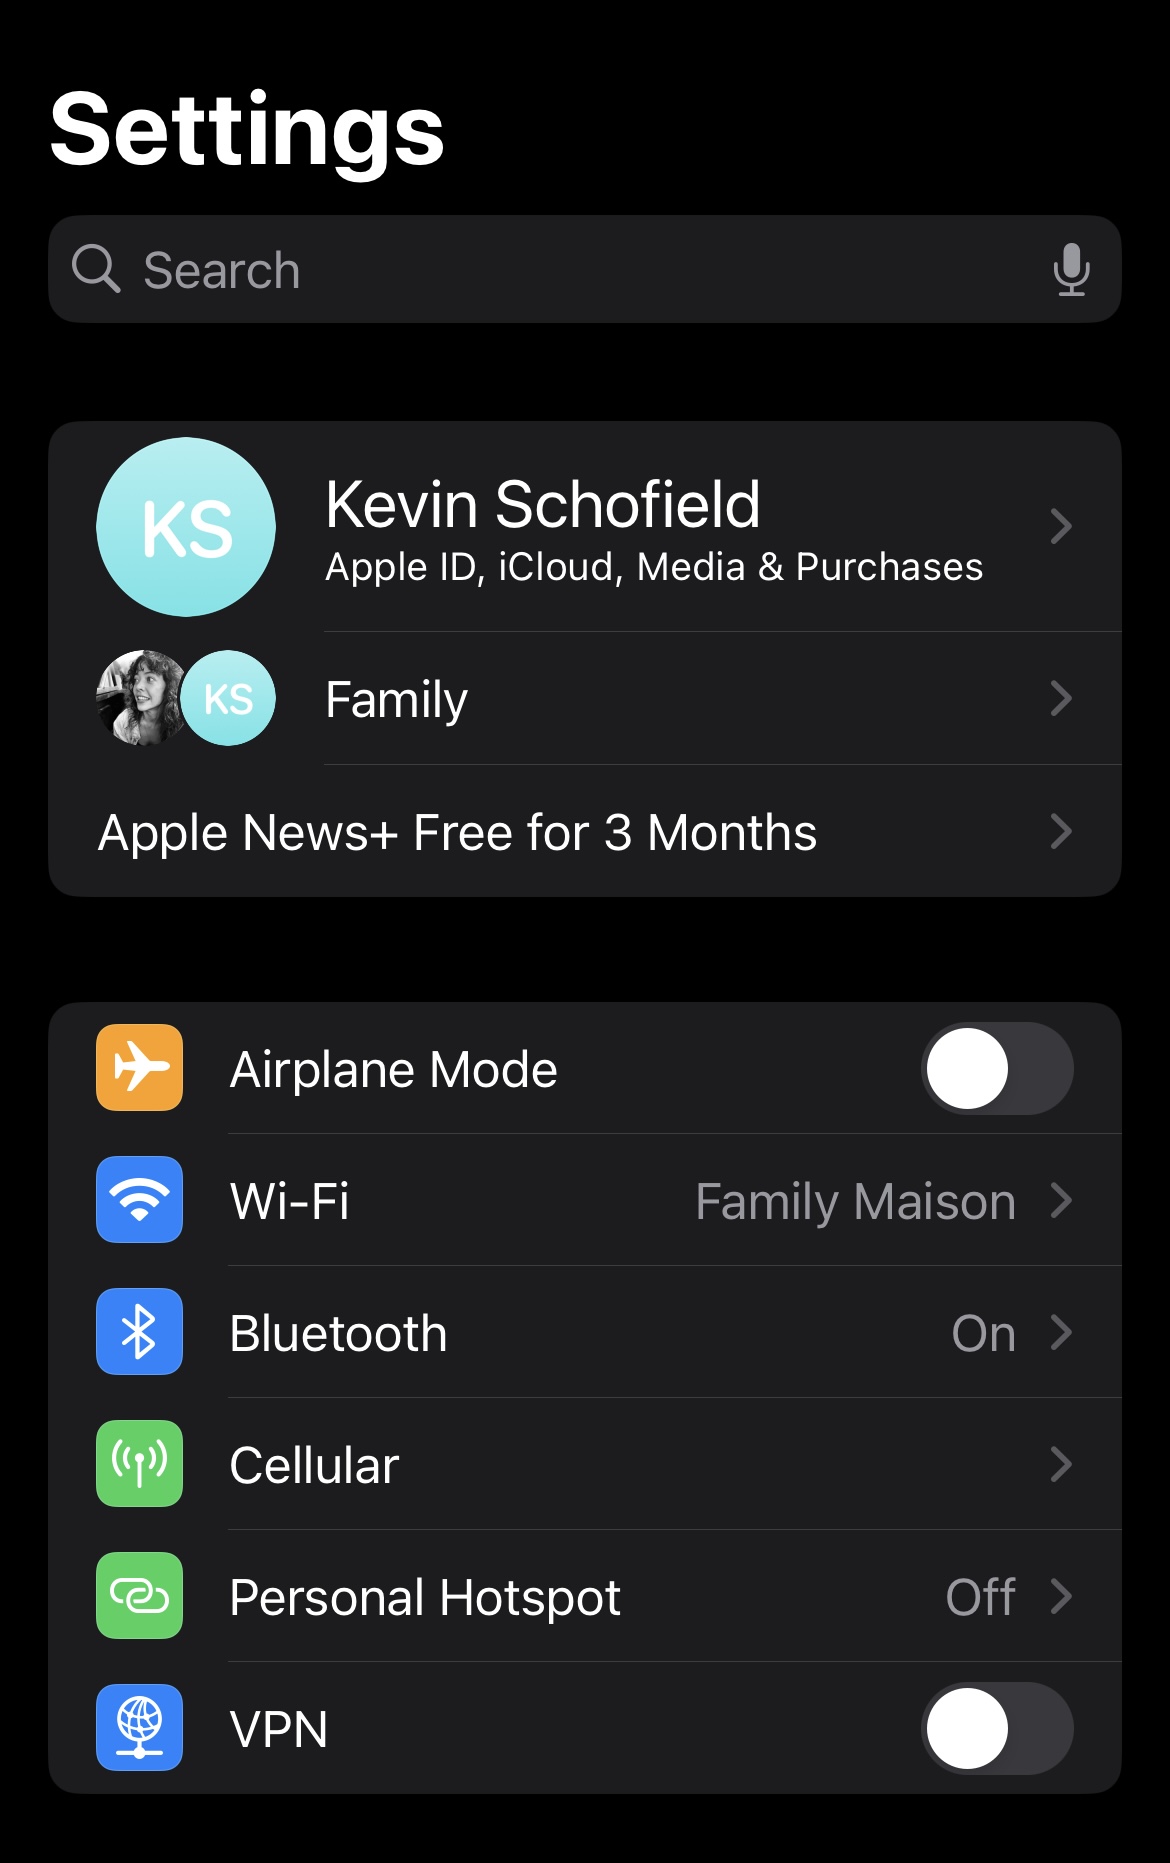 Settings
Search
KS
Kevin Schofield
Apple ID, iCloud, Media & Purchases
KS
Family
Apple News+ Free for 3 Months
Airplane Mode
Wi-Fi
Family Maison
Bluetooth
On
Cellular
Personal Hotspot
Off
VPN